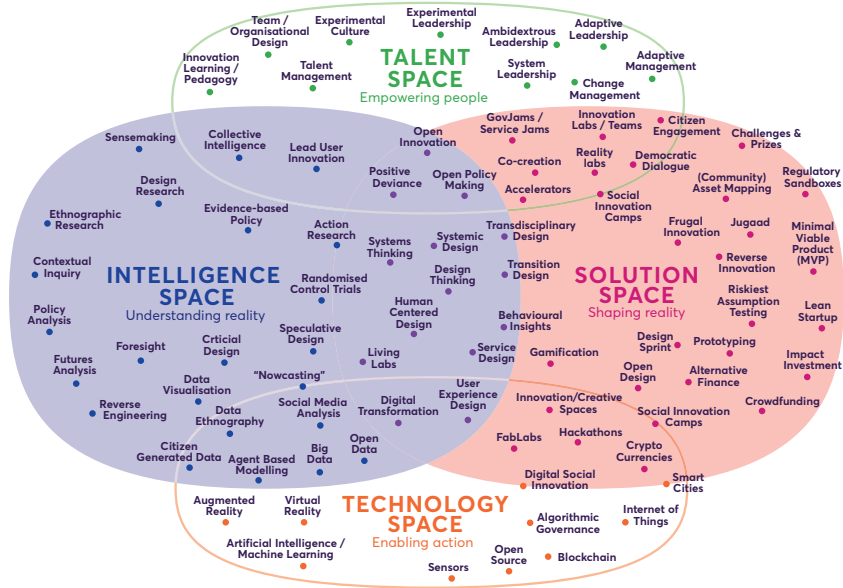 Experimental
Leadership
Team /
Organisational
Design
Experimental
Culture
Ambidextrous
Leadership
Adaptive
Leadership
Innovation
Learning /
Pedagogy
Talent
Management
TALENT
SPACE
Empowering people
System
Leadership
Adaptive
Management
Change
Management
Sensemaking
Collective
Intelligence
Lead User
Innovation
Open
Innovation
GovJams /
Service Jams
Innovation
Labs / Teams
Citizen
Engagement
Challenges &
Prizes
Positive
Deviance
Open Policy
Making
Co-creation
Reality
labs
Democratic
Dialogue
Accelerators
Social
Innovation
Camps
(Community)
Asset Mapping
Regulatory
Sandboxes
Design
Research
Ethnographic
Research
Evidence-based
Policy
Action
Research
Systems
Thinking
Systemic
Design
Transdisciplinary
Design
Frugal
Innovation
Jugaad
Minimal
Viable
Product
(MVP)
Contextual
Inquiry
INTELLIGENCE
SPACE
Understanding reality
Randomised
Control Trials
Design
Thinking
Transition
Design
SOLUTION
SPACE
Shaping reality
Reverse
Innovation
Riskiest
Assumption
Testing
Lean
Startup
Policy
Analysis
Human
Centered
Design
Behavioural
Insights
Foresight
Crticial
Design
Speculative
Design
Living
Labs
Service
Design
Gamification
Design
Sprint
Prototyping
Impact
Investment
Futures
Analysis
Data
Visualisation
"Nowcasting"
User
Experience
Design
Open
Design
Alternative
Finance
Crowdfunding
Reverse
Engineering
Data
Ethnography
Social Media
Analysis
Digital
Transformation
Innovation/Creative
Spaces
Social Innovation
Camps
Citizen
Generated Data
Agent Based
Modelling
Big
Data
Open
Data
FabLabs
Hackathons
Crypto
Currencies
Digital Social
Innovation
Smart
Cities
Augmented
Reality
Virtual
Reality
TECHNOLOGY
SPACE
Enabling action
Algorithmic
Governance
Internet of
Things
Artificial Intelligence /
Machine Learning
Sensors
Open
Source
Blockchain